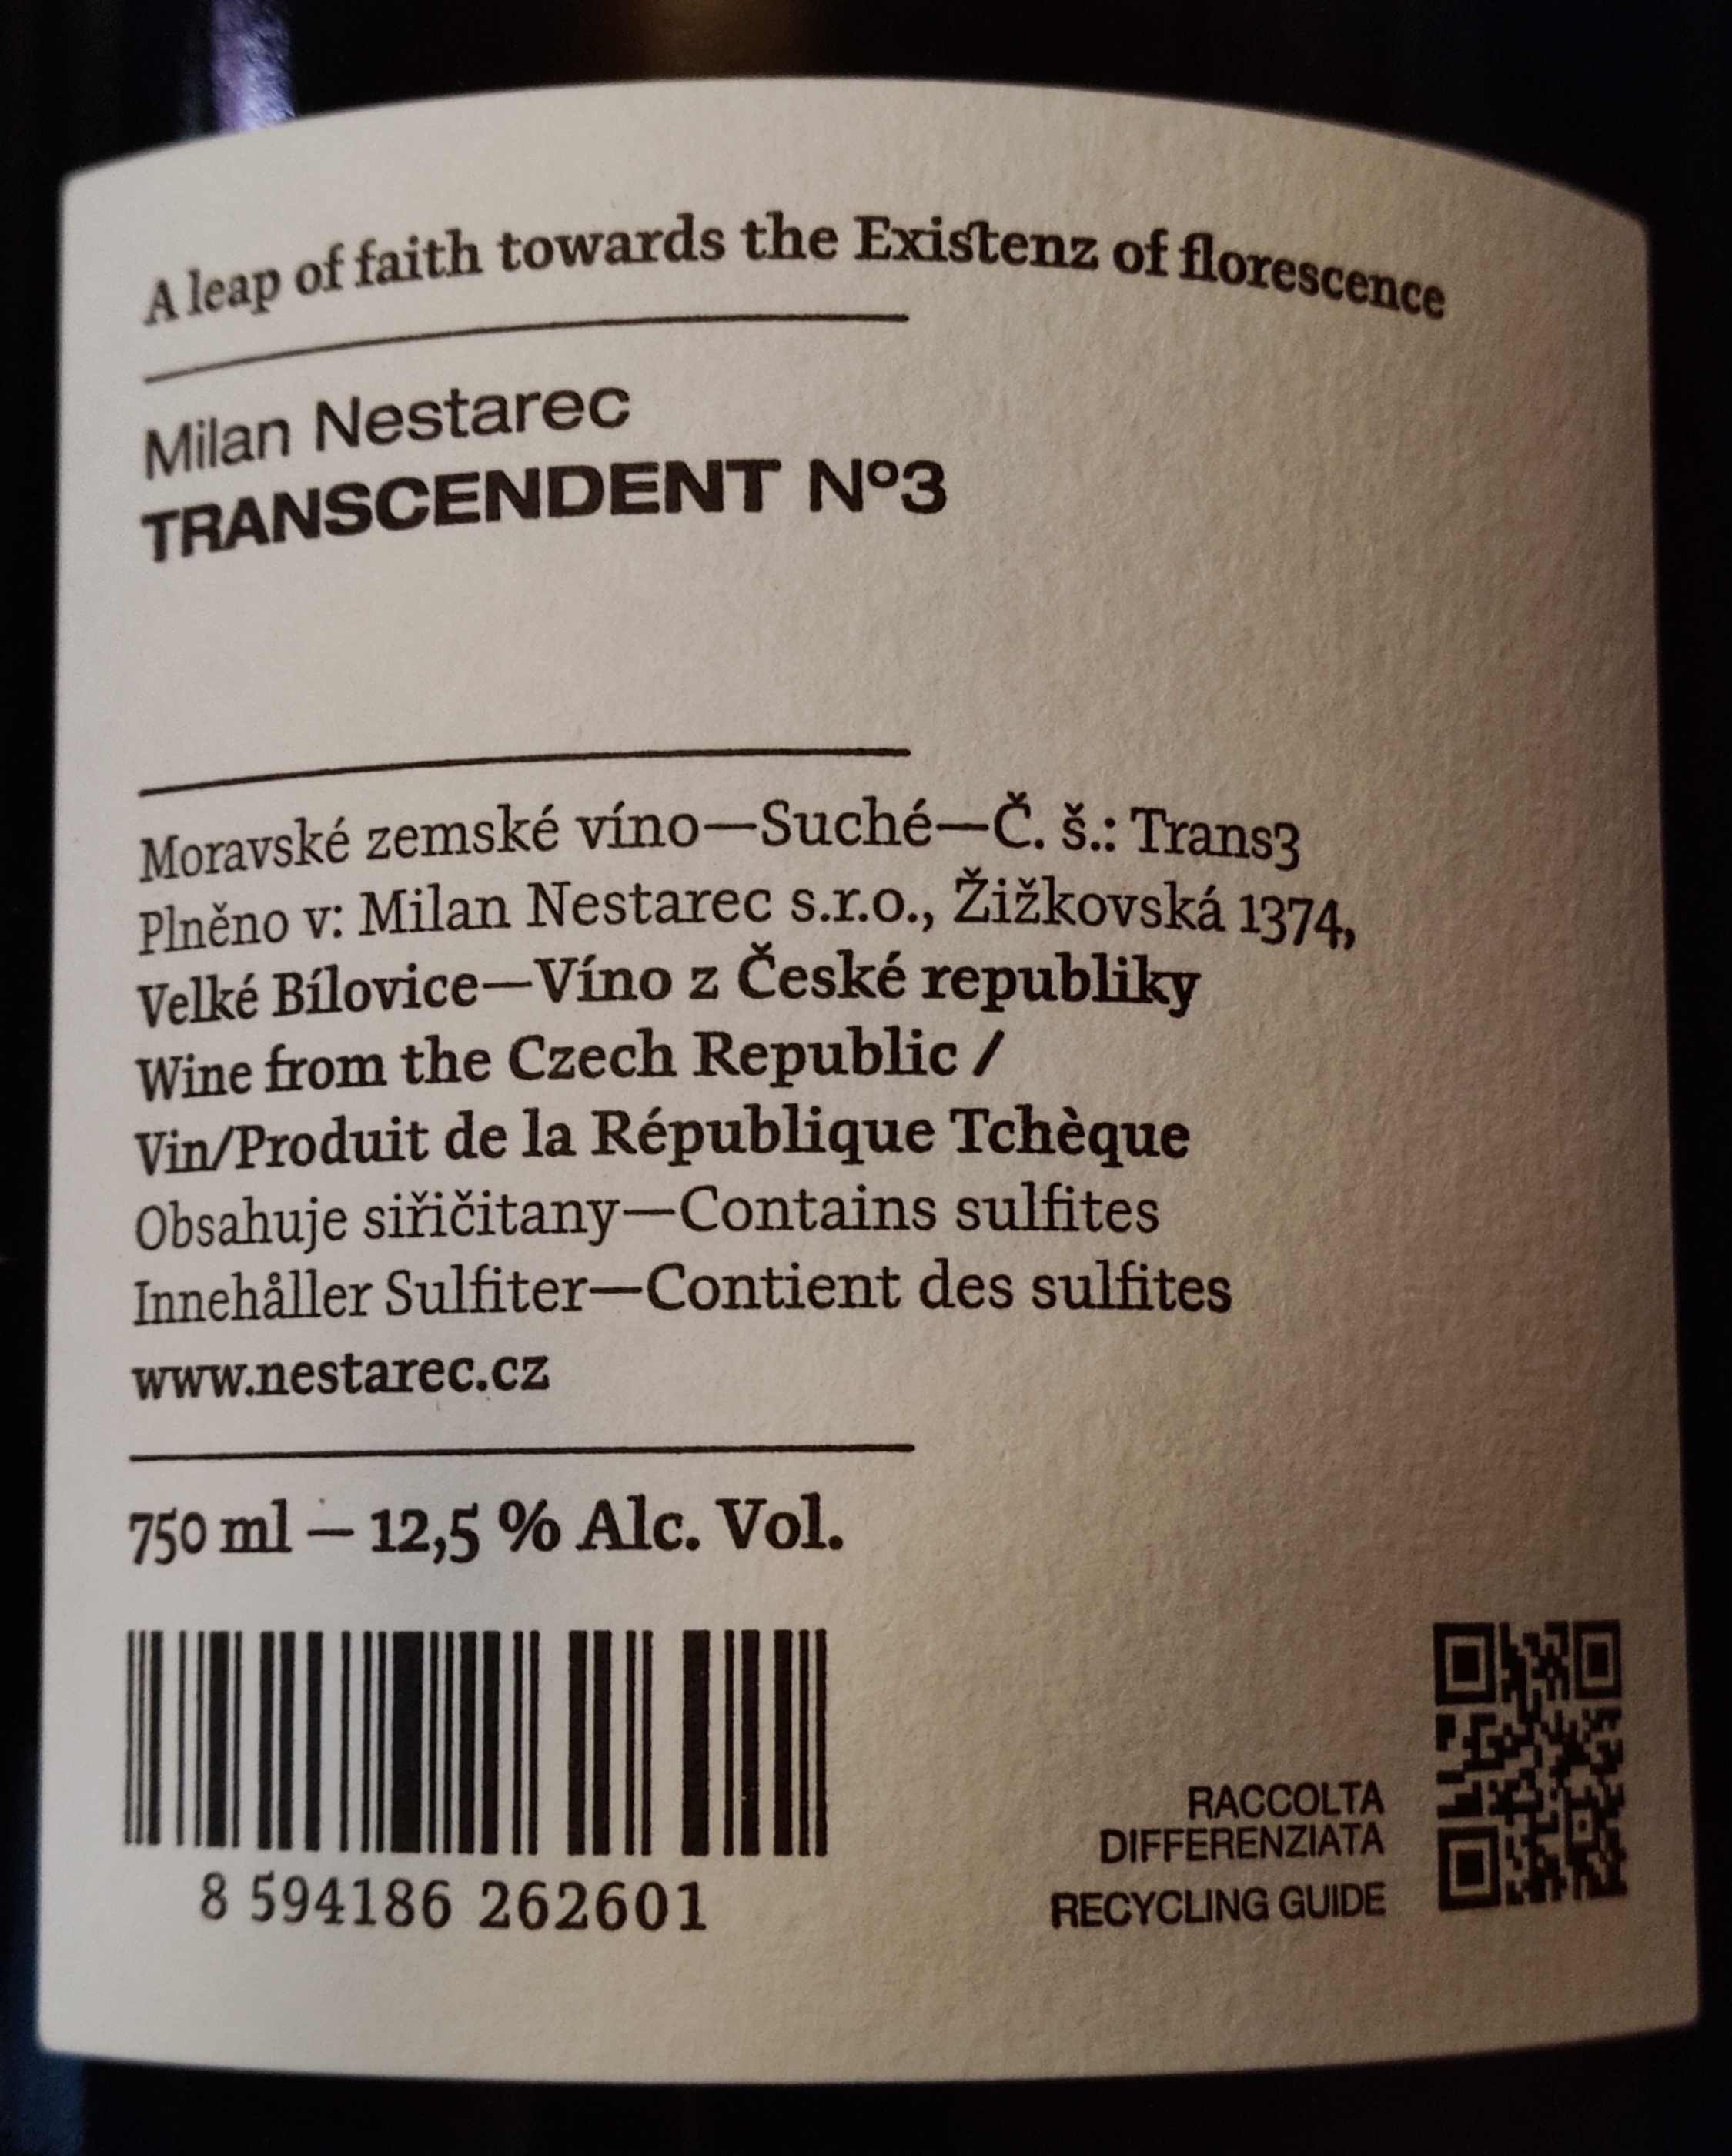 A leap of faith towards the Existenz of florescence
Milan Nestarec
TRANSCENDENT Nº3
Moravské zemské víno—Suché—Č. š.: Trans3
Plněno v: Milan Nestarec s.r.o., Žižkovská 1374,
Velké Bílovice—Víno z České republiky
Wine from the Czech Republic /
Vin/Produit de la République Tchèque
Obsahuje siřičitany—Contains sulfites
Innehåller Sulfiter—Contient des sulfites
www.nestarec.cz
750 ml – 12,5 % Alc. Vol.
8 594186 262601
RACCOLTA
DIFFERENZIATA
RECYCLING GUIDE